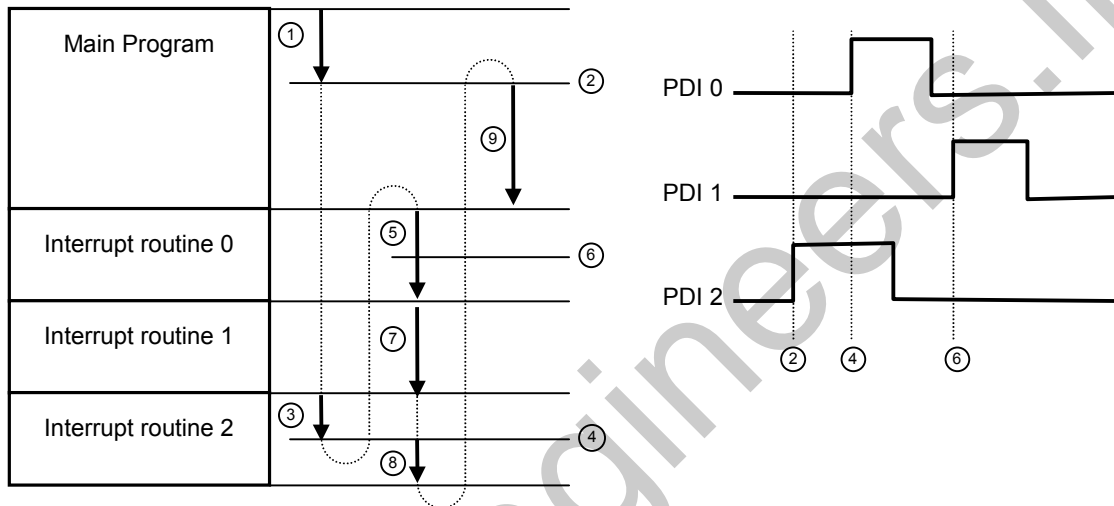 Main Program
Interrupt routine 0
Interrupt routine 1
Interrupt routine 2
①
②
⑨
⑤
⑥
⑦
③
④
⑧
PDI 0
PDI 1
PDI 2
②
④
⑥